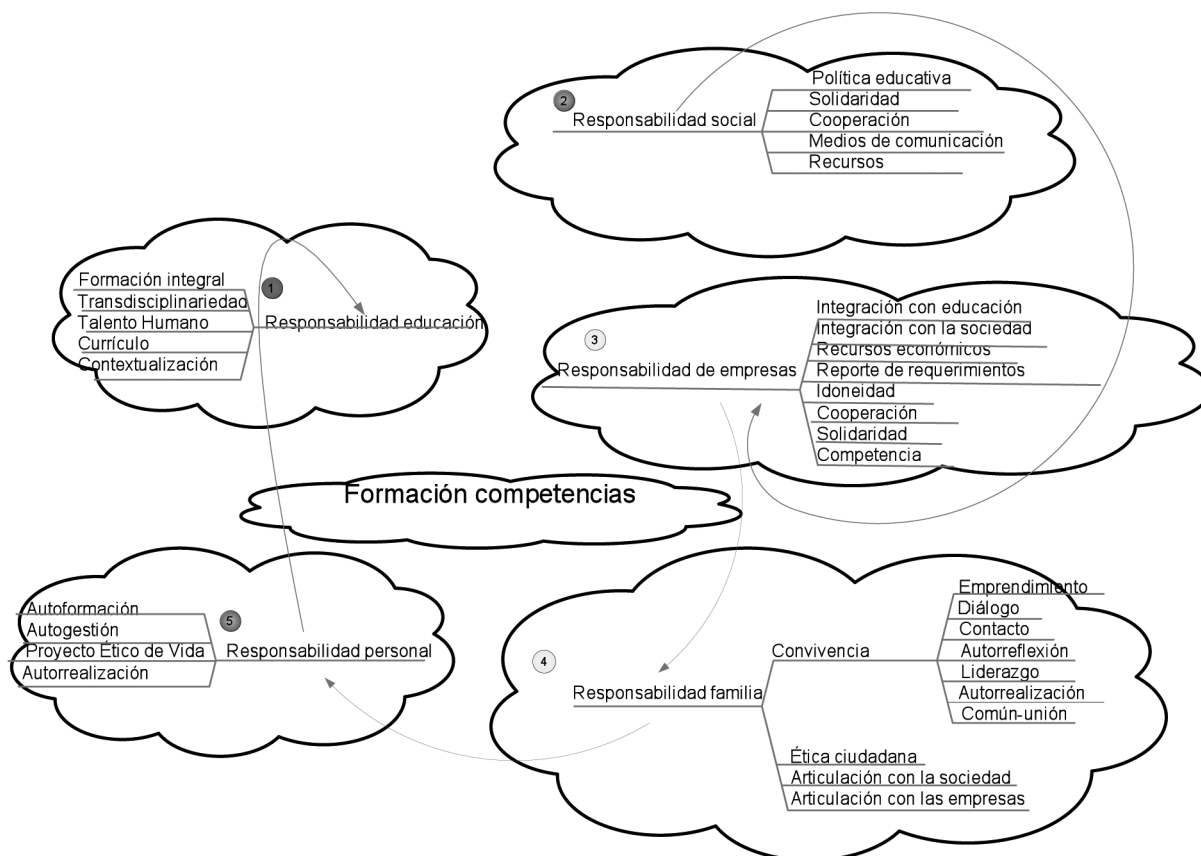 2
Responsabilidad social
Política educativa
Solidaridad
Cooperación
Medios de comunicación
Recursos
1
Responsabilidad educación
Formación integral
Transdisciplinariedad
Talento Humano
Currículo
Contextualización
3
Responsabilidad de empresas
Integración con educación
Integración con la sociedad
Recursos económicos
Reporte de requerimientos
Idoneidad
Cooperación
Solidaridad
Competencia
Formación competencias
5
Responsabilidad personal
Autoformación
Autogestión
Proyecto Ético de Vida
Autorrealización
4
Responsabilidad familia
Convivencia
Emprendimiento
Diálogo
Contacto
Autorreflexión
Liderazgo
Autorrealización
Común-unión
Ética ciudadana
Articulación con la sociedad
Articulación con las empresas